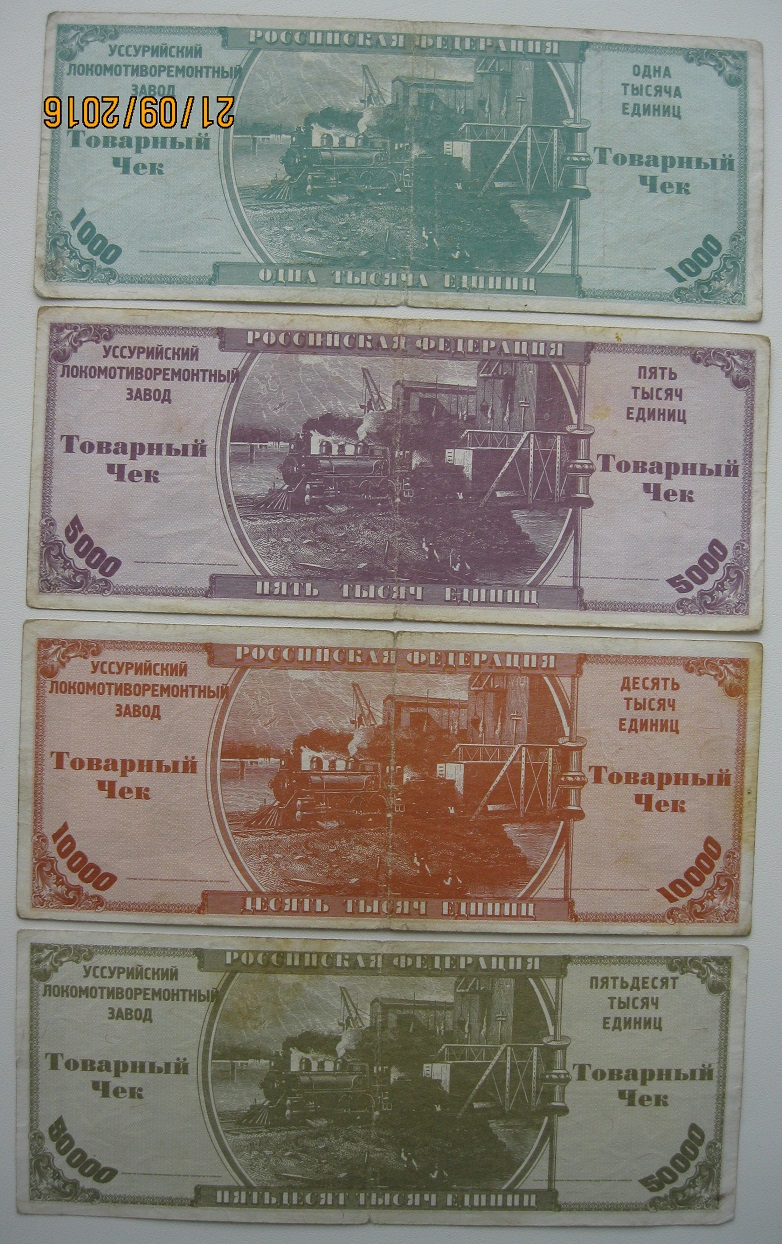 РОССИЙСКАЯ ФЕДЕРАЦИЯ
УССУРИЙСКИЙ
ЛОКОМОТИВОРЕМОНТНЫЙ
ЗАВОД
21/09/2016
Товарный
Чек
1000
ОДНА
ТЫСЯЧА
ЕДИНИЦ
Товарный
Чек
1000
ОДНА ТЫСЯЧА ЕДИНИЦ
РОССИЙСКАЯ ФЕДЕРАЦИЯ
УССУРИЙСКИЙ
ЛОКОМОТИВОРЕМОНТНЫЙ
ЗАВОД
Товарный
Чек
5000
ПЯТЬ
ТЫСЯЧ
ЕДИНИЦ
Товарный
Чек
5000
ПЯТЬ ТЫСЯЧ ЕДИНИЦ
РОССИЙСКАЯ ФЕДЕРАЦИЯ
УССУРИЙСКИЙ
ЛОКОМОТИВОРЕМОНТНЫЙ
ЗАВОД
Товарный
Чек
10000
ДЕСЯТЬ
ТЫСЯЧ
ЕДИНИЦ
Товарный
Чек
10000
ДЕСЯТЬ ТЫСЯЧ ЕДИНИЦ
РОССИЙСКАЯ ФЕДЕРАЦИЯ
УССУРИЙСКИЙ
ЛОКОМОТИВОРЕМОНТНЫЙ
ЗАВОД
Товарный
Чек
50000
ПЯТЬДЕСЯТ
ТЫСЯЧ
ЕДИНИЦ
Товарный
Чек
50000
ПЯТЬДЕСЯТ ТЫСЯЧ ЕДИНИЦ